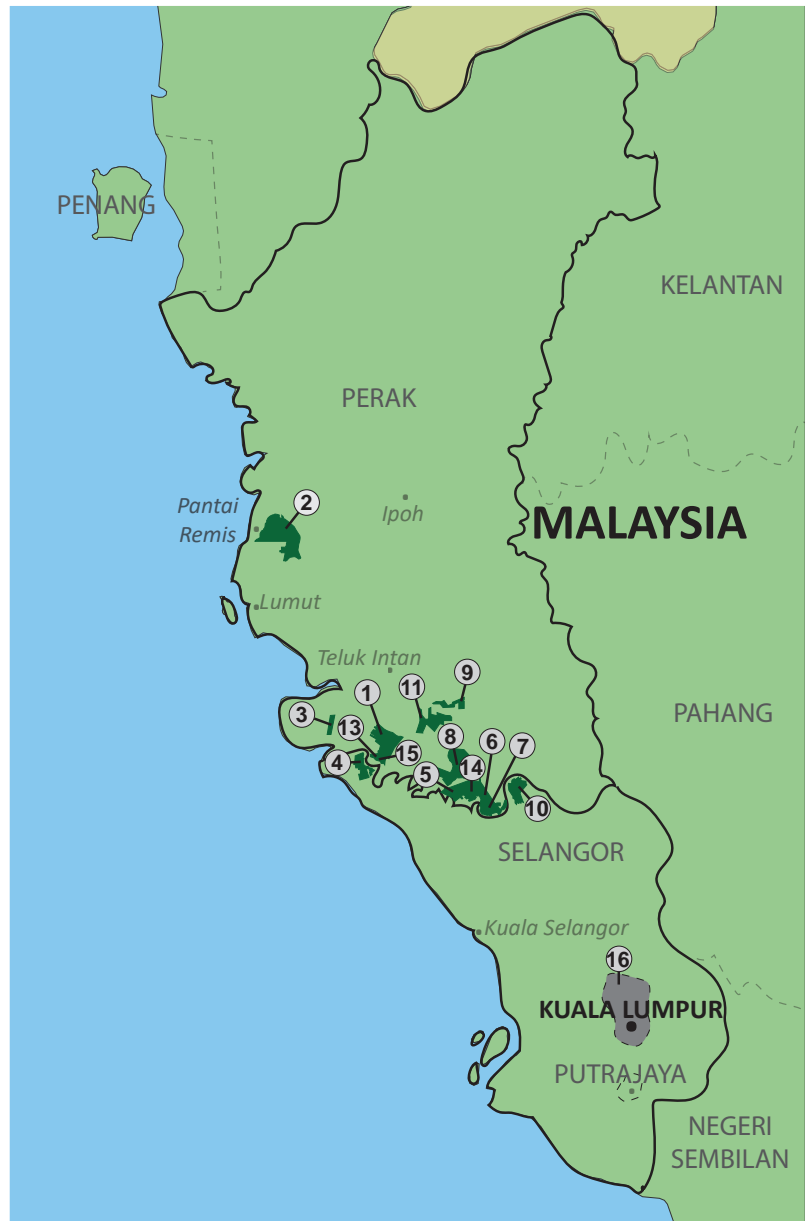 PENANG
KELANTAN
PERAK
Pantai
Remis
2
Ipoh
MALAYSIA
Lumut
Teluk Intan
9
11
1
3
13
PAHANG
6
7
8
15
14
4
5
10
SELANGOR
Kuala Selangor
16
KUALA LUMPUR
PUTRAJAYA
NEGERI
SEMBILAN